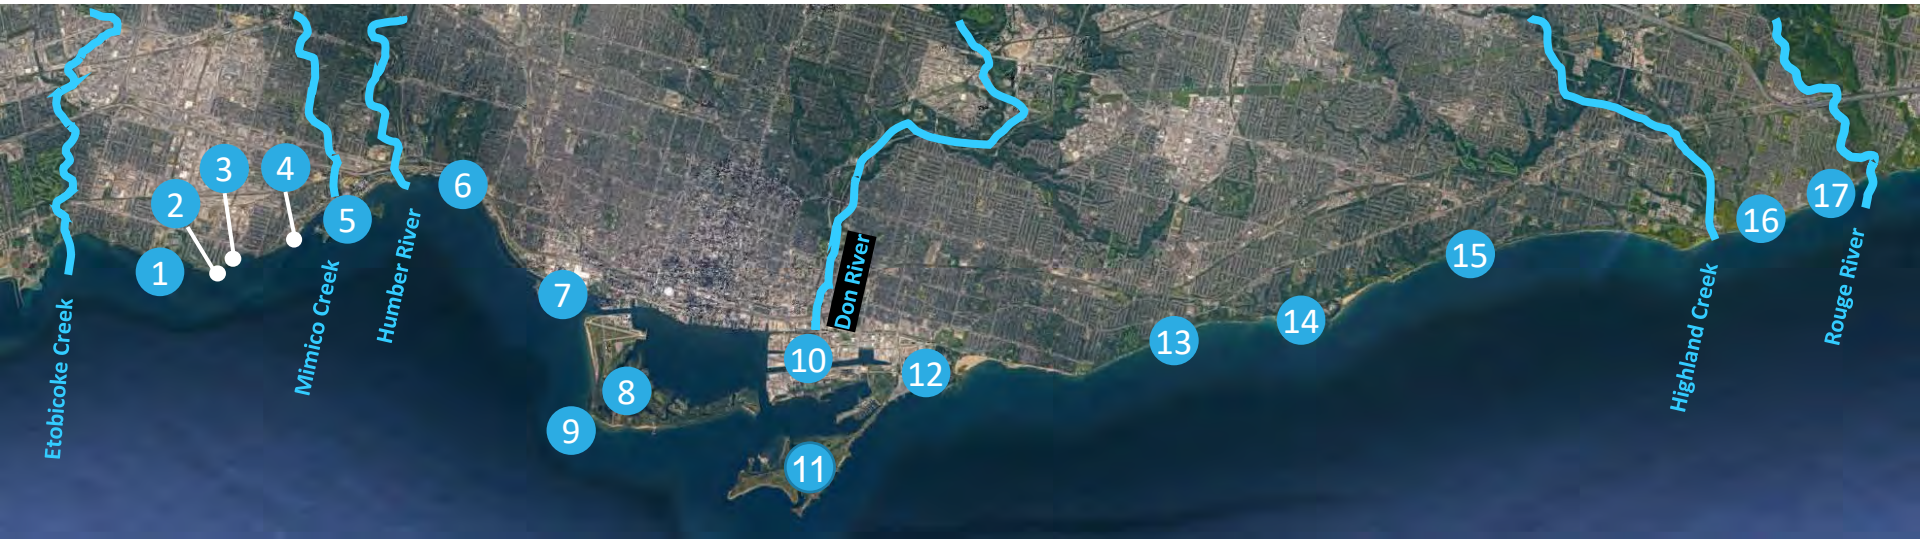 1
2
3
4
5
6
7
8
9
10
11
12
13
14
15
16
17
Etobicoke Creek
Mimico Creek
Humber River
Don River
Highland Creek
Rouge River